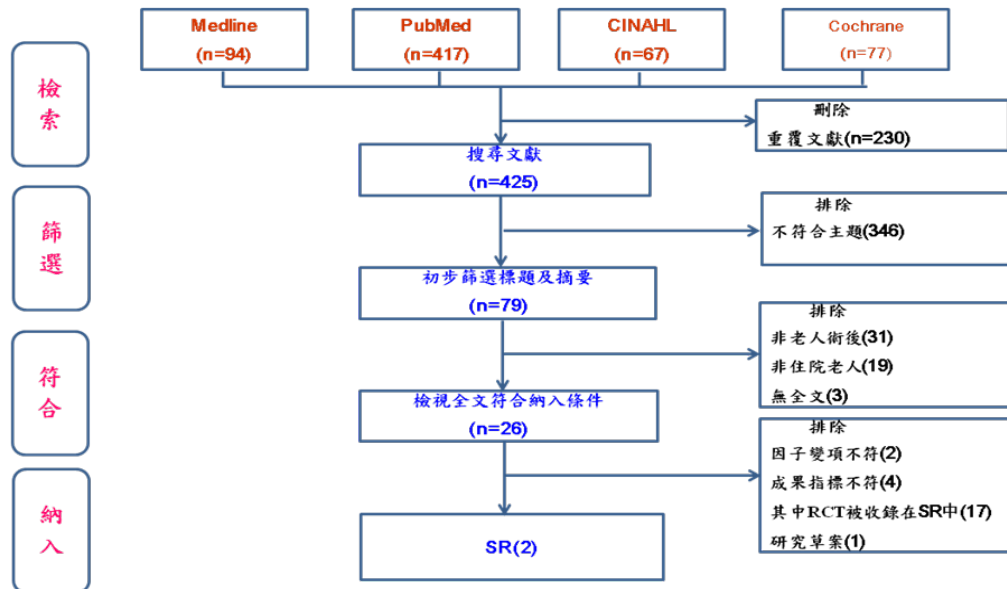 Medline
(n=94)
PubMed
(n=417)
CINAHL
(n=67)
Cochrane
(n=77)
檢
索
刪除
重覆文獻(n=230)
搜尋文獻
(n=425)
篩
選
排除
不符合主題(346)
初步篩選標題及摘要
(n=79)
符
合
排除
非老人術後(31)
非住院老人(19)
無全文(3)
檢視全文符合納入條件
(n=26)
納
入
排除
因子變項不符(2)
成果指標不符(4)
其中RCT被收錄在SR中(17)
研究草案(1)
SR(2)